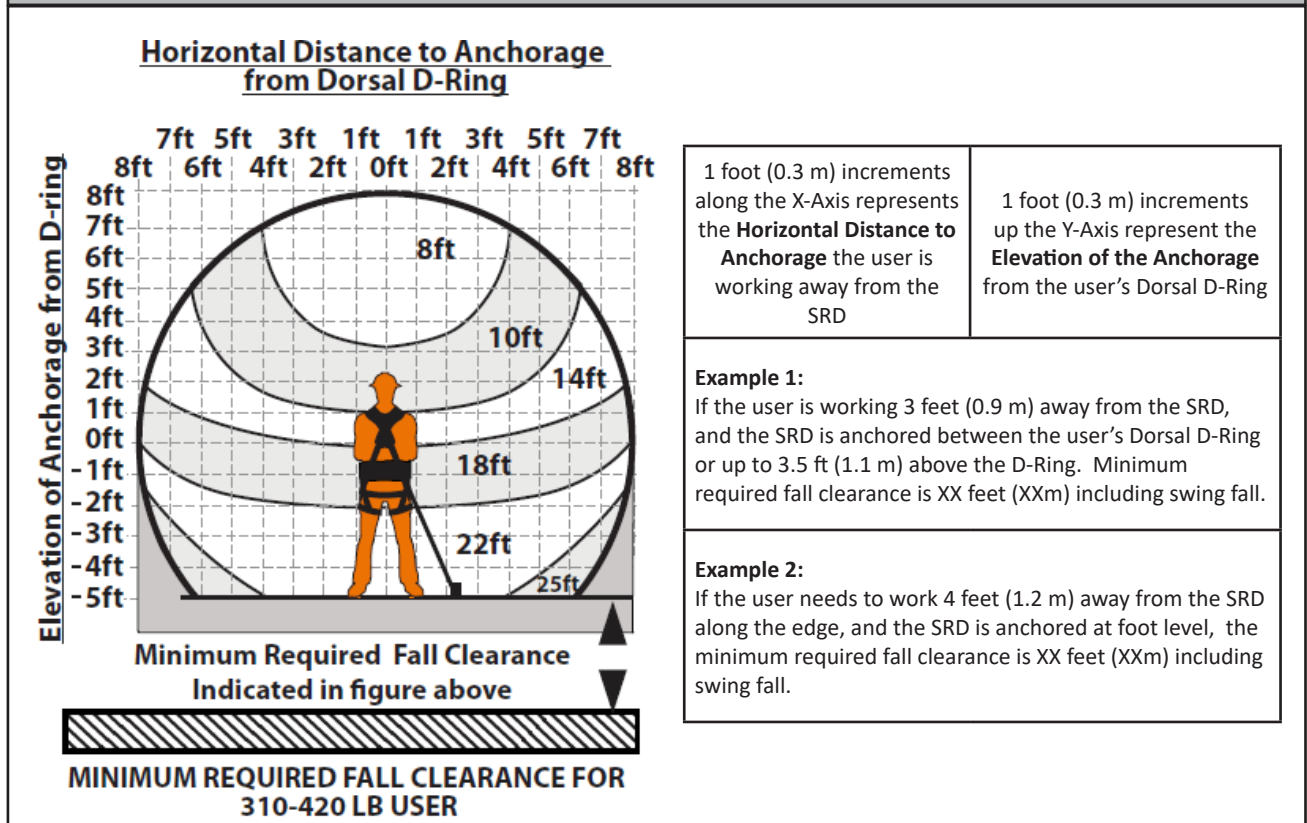 Horizontal Distance to Anchorage
from Dorsal D-Ring
7ft 5ft 3ft 1ft 1ft 3ft 5ft 7ft
8ft 6ft 4ft 2ft 0ft 2ft 4ft 6ft 8ft
Elevation of Anchorage from D-ring
8ft
7ft
6ft
5ft
4ft
3ft
2ft
1ft
0ft
-1ft
-2ft
-3ft
-4ft
-5ft
8ft
10ft
14ft
18ft
22ft
25ft
Minimum Required Fall Clearance
Indicated in figure above
MINIMUM REQUIRED FALL CLEARANCE FOR
310-420 LB USER
1 foot (0.3 m) increments
along the X-Axis represents
the Horizontal Distance to
Anchorage the user is
working away from the
SRD
1 foot (0.3 m) increments
up the Y-Axis represent the
Elevation of the Anchorage
from the user's Dorsal D-Ring
Example 1:
If the user is working 3 feet (0.9 m) away from the SRD,
and the SRD is anchored between the user's Dorsal D-Ring
or up to 3.5 ft (1.1 m) above the D-Ring. Minimum
required fall clearance is XX feet (XXm) including swing fall.
Example 2:
If the user needs to work 4 feet (1.2 m) away from the SRD
along the edge, and the SRD is anchored at foot level, the
minimum required fall clearance is XX feet (XXm) including
swing fall.